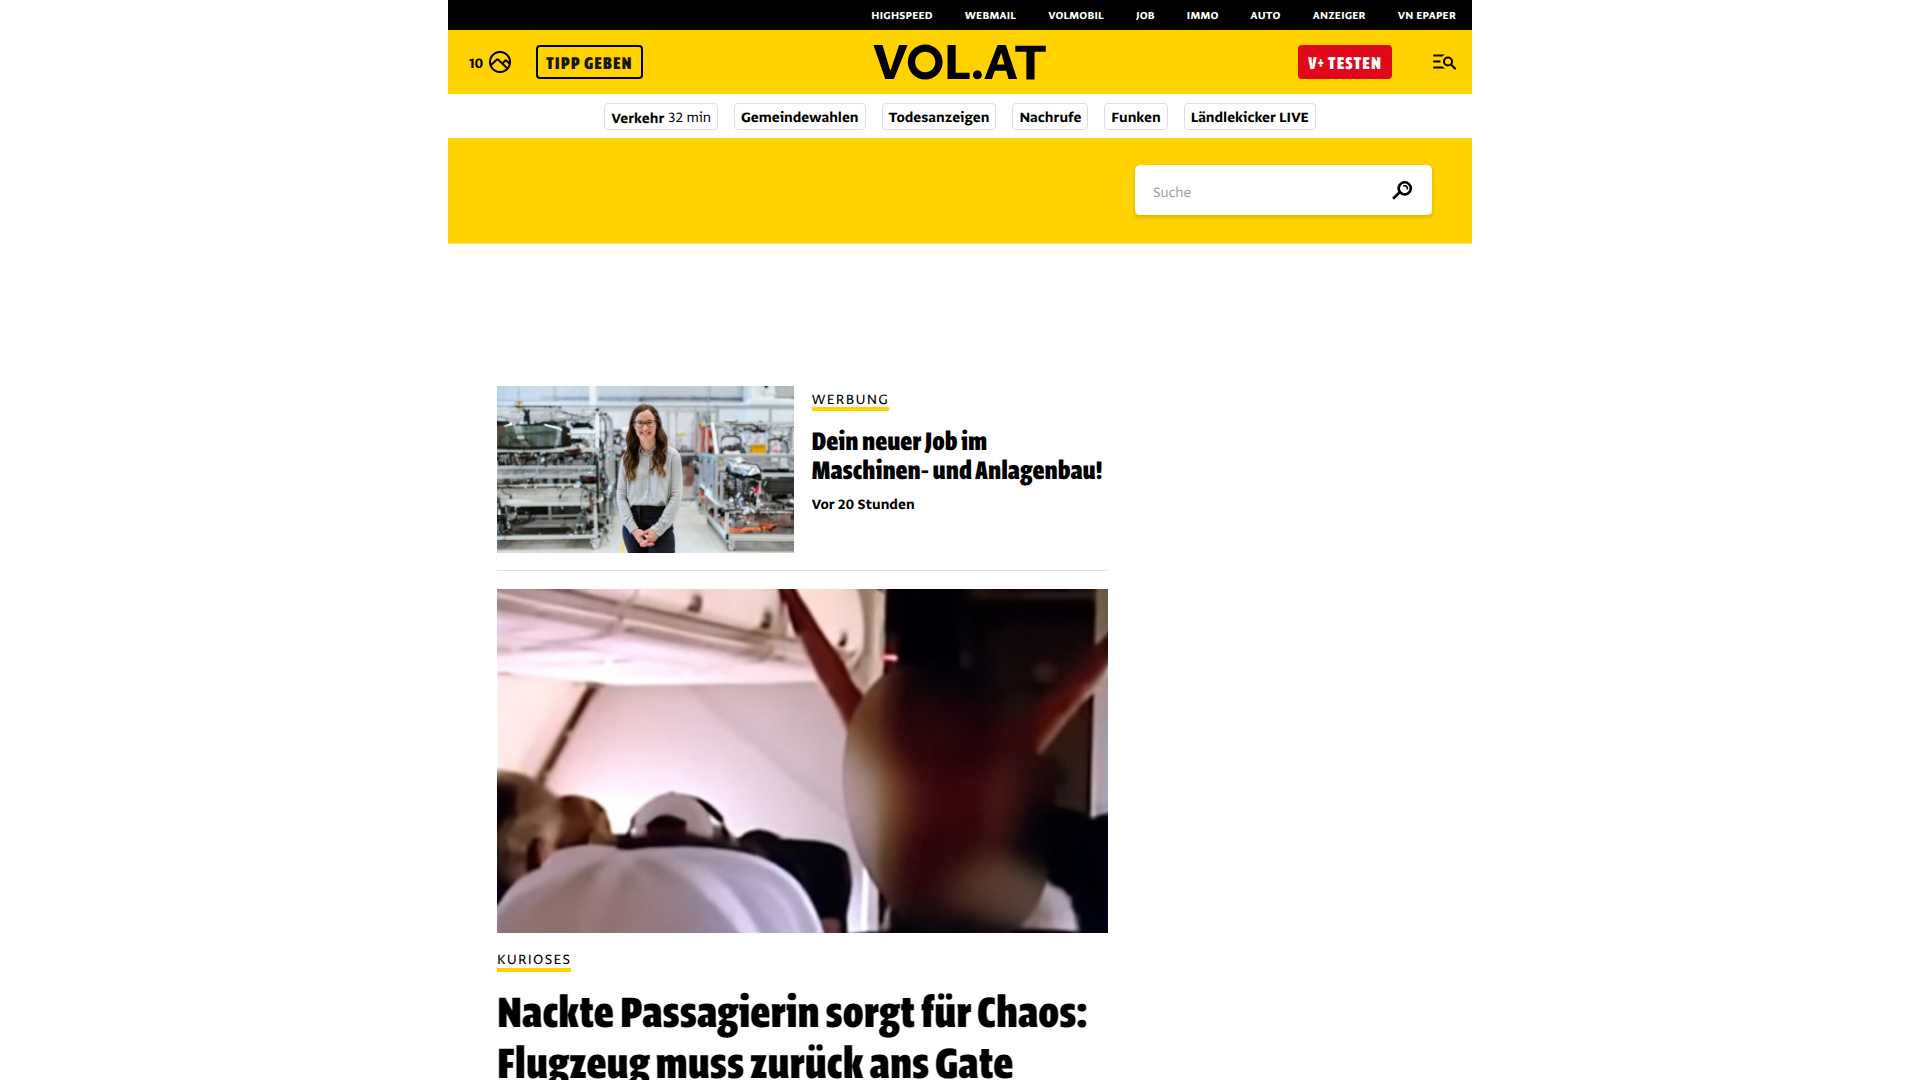 HIGHSPEED WEBMAIL VOLMOBIL JOB IMMO AUTO ANZEIGER VN EPAPER
10 TIPP GEBEN VOL.AT V+ TESTEN
Verkehr 32 min Gemeindewahlen Todesanzeigen Nachrufe Funken Ländlekicker LIVE
Suche
WERBUNG
Dein neuer Job im
Maschinen- und Anlagenbau!
Vor 20 Stunden
KURIOSES
Nackte Passagierin sorgt für Chaos:
Flugzeug muss zurück ans Gate